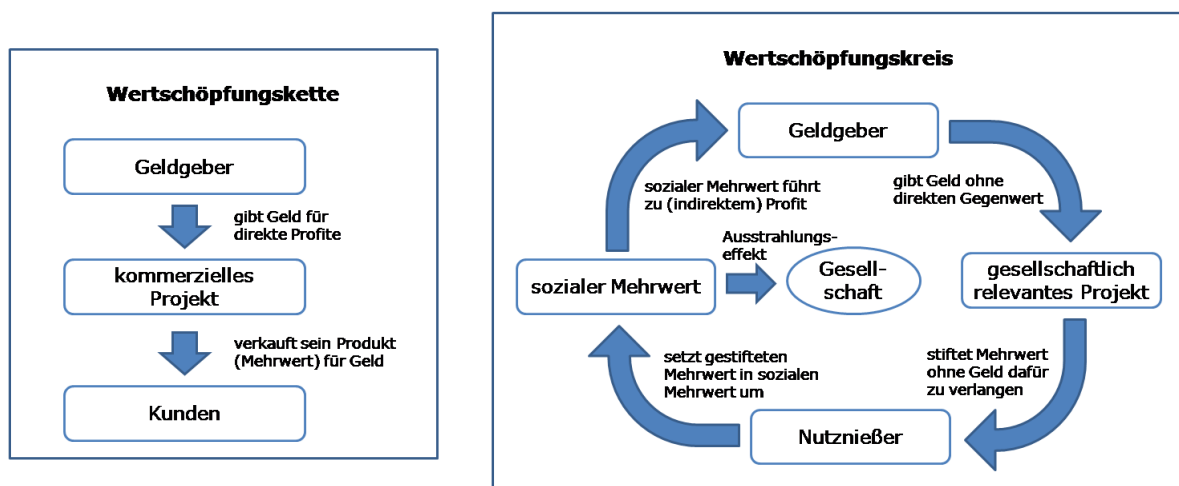 Wertschöpfungskette
Geldgeber
gibt Geld für
direkte Profite
kommerzielles
Projekt
verkauft sein Produkt
(Mehrwert) für Geld
Kunden
Wertschöpfungskreis
Geldgeber
gibt Geld ohne
direkten Gegenwert
gesellschaftlich
relevantes Projekt
stiftet Mehrwert
ohne Geld dafür
zu verlangen
Nutznießer
setzt gestifteten
Mehrwert in sozialen
Mehrwert um
sozialer Mehrwert
sozialer Mehrwert führt
zu (indirektem) Profit
Ausstrahlungs-
effekt
Gesell-
schaft